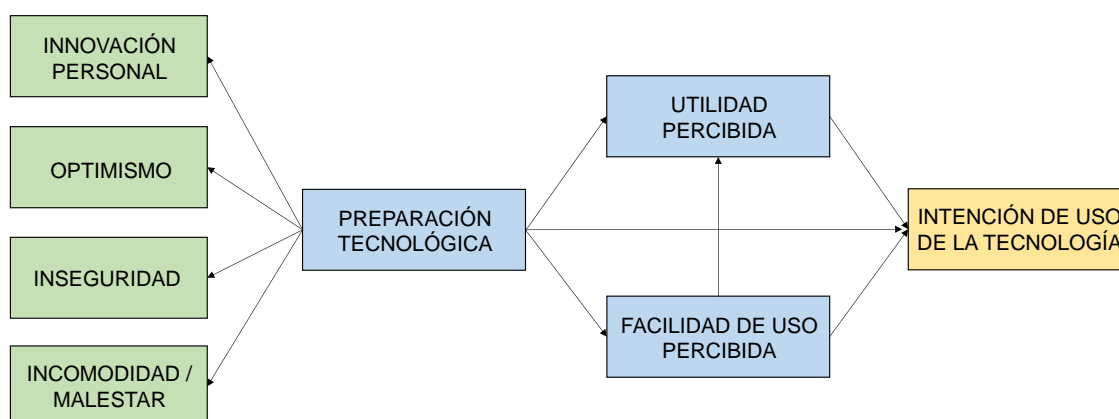 INNOVACIÓN
PERSONAL
OPTIMISMO
INSEGURIDAD
INCOMODIDAD /
MALESTAR
PREPARACIÓN
TECNOLÓGICA
UTILIDAD
PERCIBIDA
FACILIDAD DE USO
PERCIBIDA
INTENCIÓN DE USO
DE LA TECNOLOGÍA